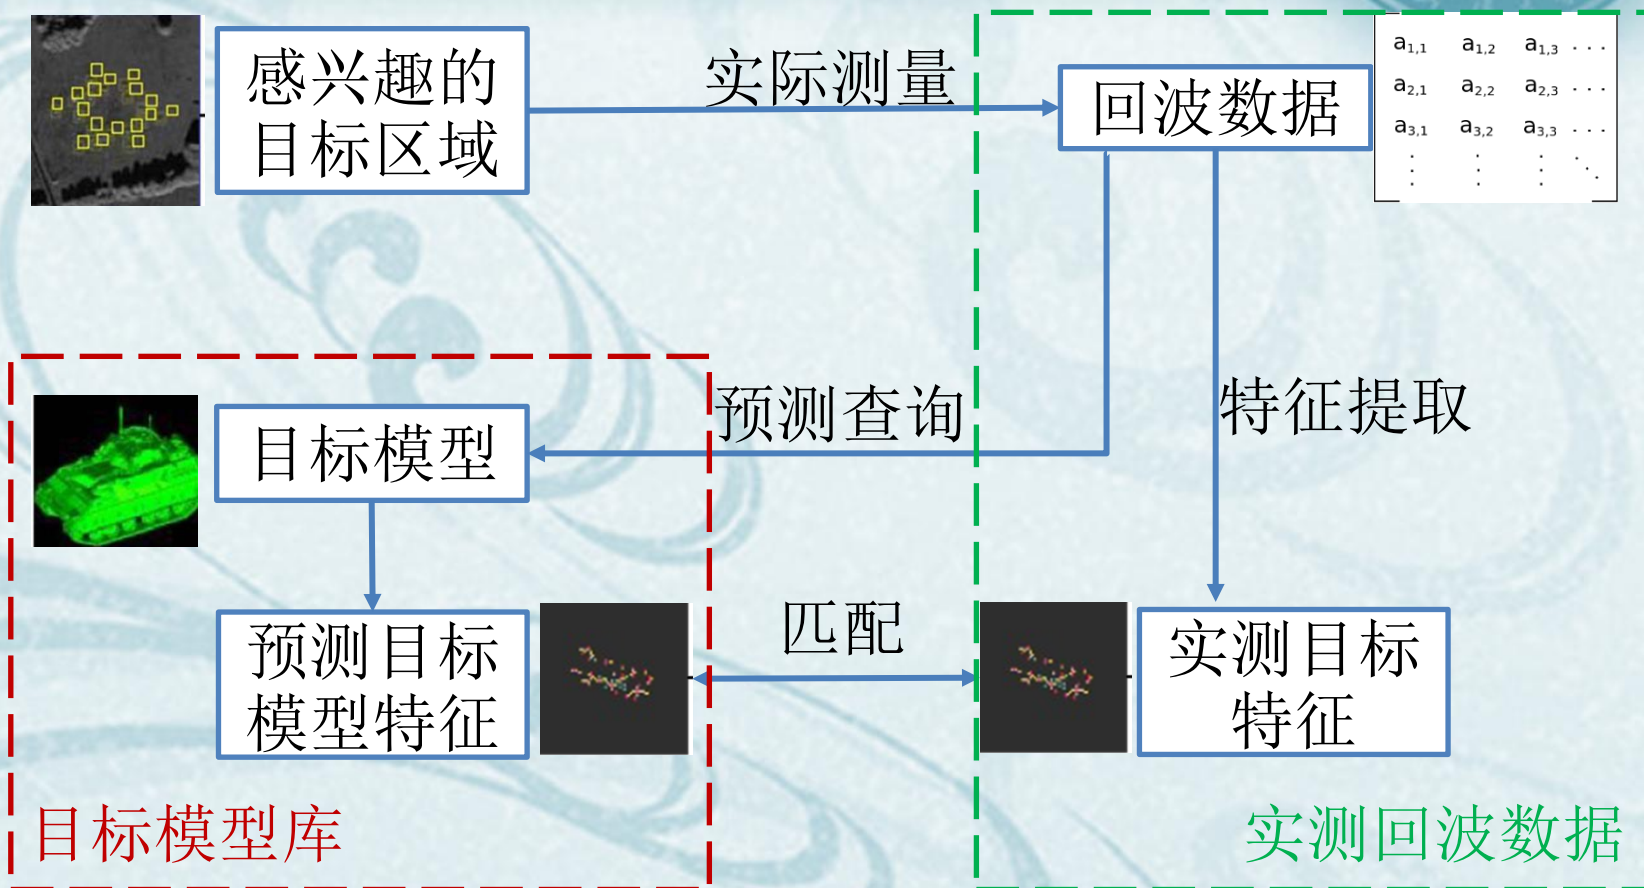 感兴趣的
目标区域
实际测量
回波数据
a1,1 a1,2 a1,3 ...
a2,1 a2,2 a2,3 ...
a3,1 a3,2 a3,3 ...
目标模型
预测查询
特征提取
预测目标
模型特征
匹配
实测目标
特征
目标模型库
实测回波数据